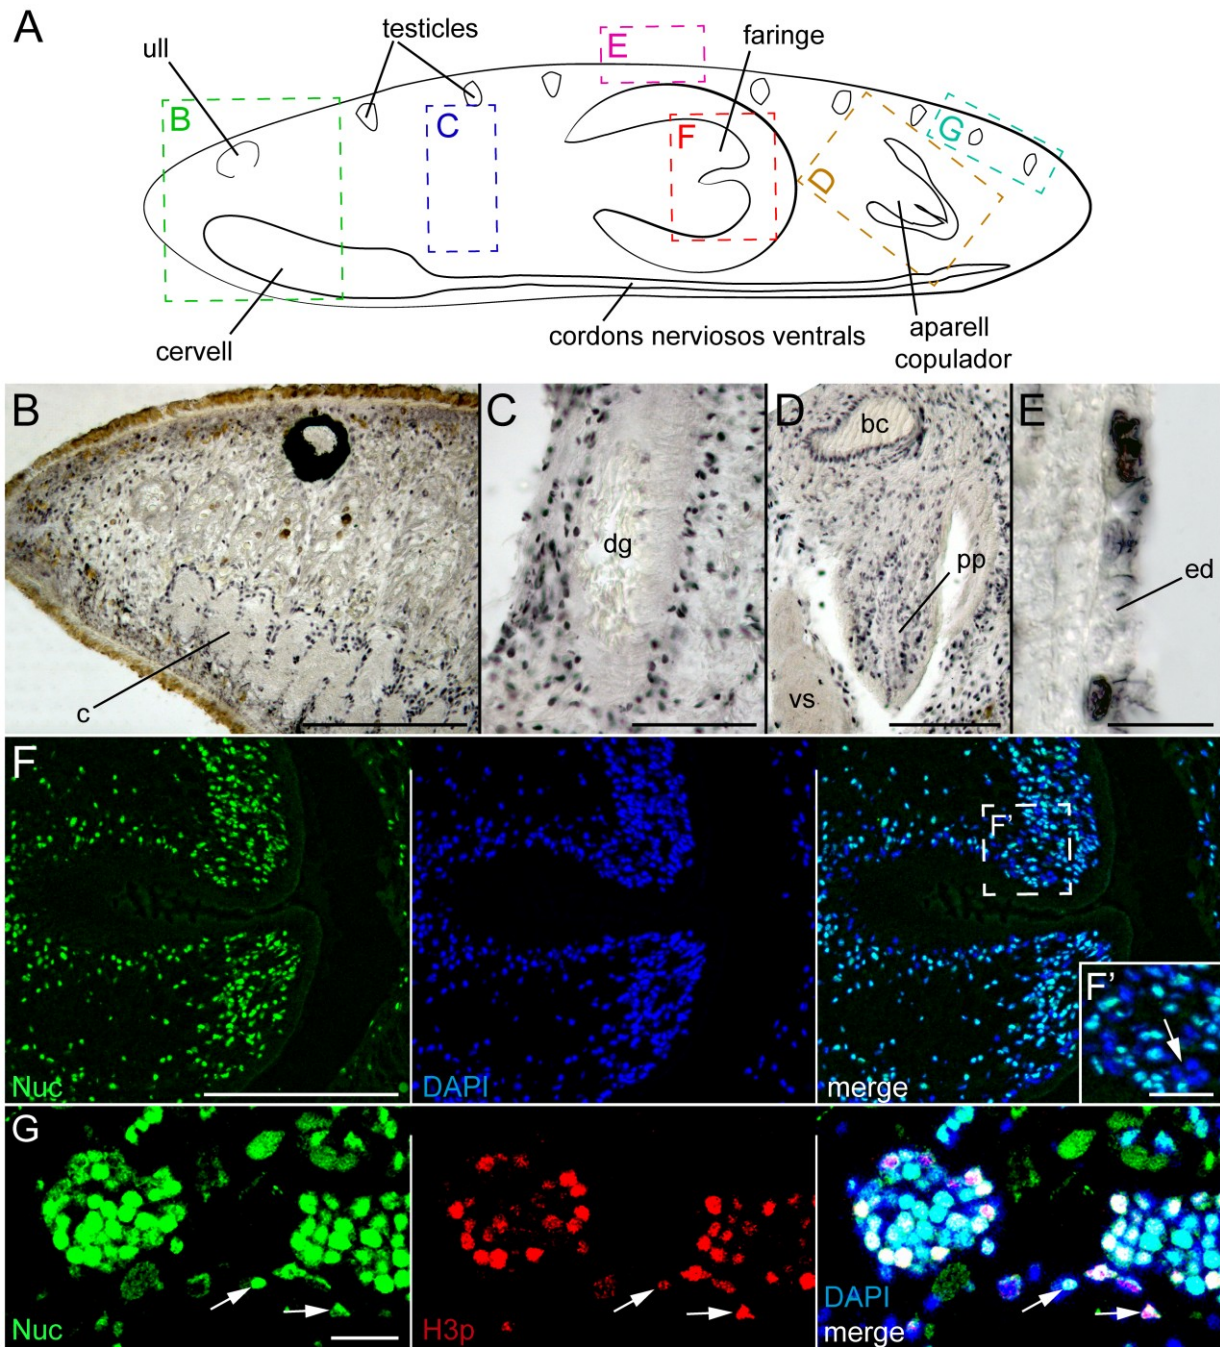 A
ull
testicles
E
faringe
B
C
F
G
D
cervell
cordons nerviosos ventrals
aparell
copulador
B
c
C
dg
D
bc
pp
vs
E
ed
F
Nuc
DAPI
F'
merge
F'
G
Nuc
H3p
DAPI
merge